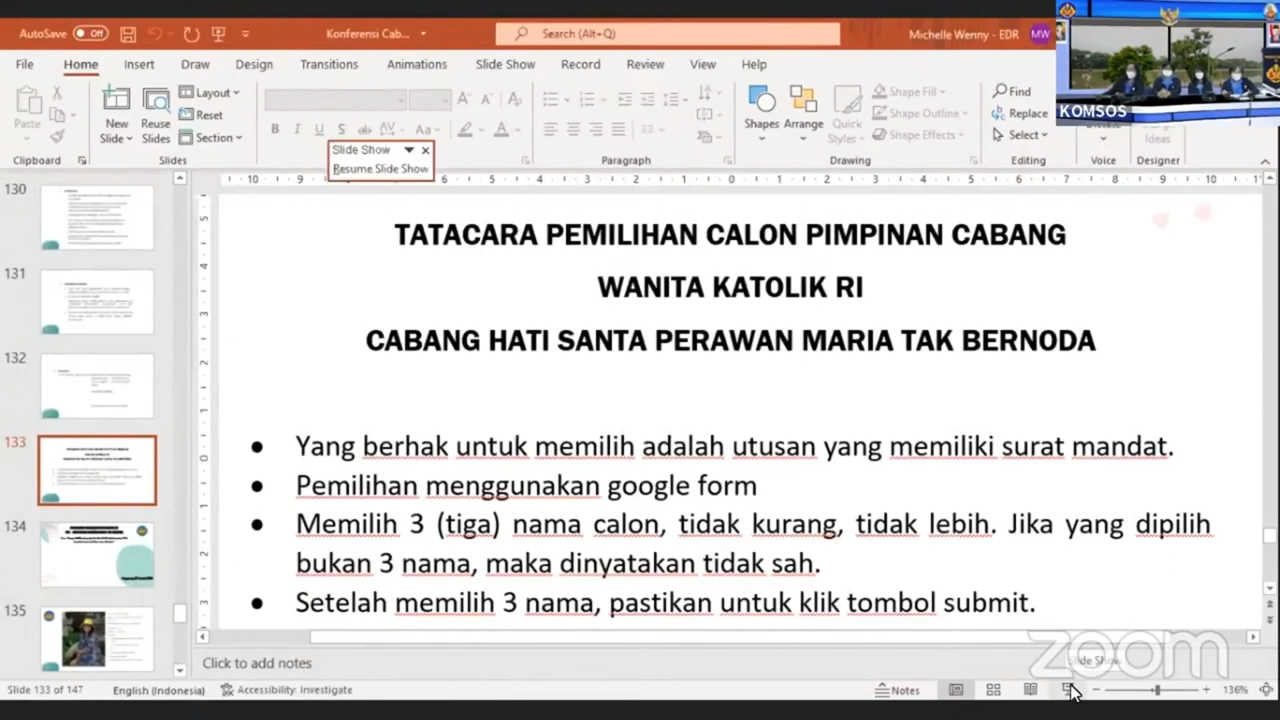 AutoSave Off
Konferensi Cab...
Search (Alt+Q)
Michelle Wenny - EDR MW
File Home Insert Draw Design Transitions Animations Slide Show Record Review View Help
Paste
New Slide
Reuse Slides
Layout
Reset
Section
Find
Replace
Select
Shapes
Arrange
Quick Styles
Shape Fill
Shape Outline
Shape Effects
Ideas
KOMSOS
Clipboard Slides Paragraph Drawing Editing Voice Designer
Slide Show
Resume Slide Show
130
131
132
133
134
135
TATACARA PEMILIHAN CALON PIMPINAN CABANG
WANITA KATOLIK RI
CABANG HATI SANTA PERAWAN MARIA TAK BERNODA
• Yang berhak untuk memilih adalah utusan yang memiliki surat mandat.
• Pemilihan menggunakan google form
• Memilih 3 (tiga) nama calon, tidak kurang, tidak lebih. Jika yang dipilih
bukan 3 nama, maka dinyatakan tidak sah.
• Setelah memilih 3 nama, pastikan untuk klik tombol submit.
Click to add notes
zoom
Slide Show
Slide 133 of 147 English (Indonesia) Accessibility: Investigate Notes 136%